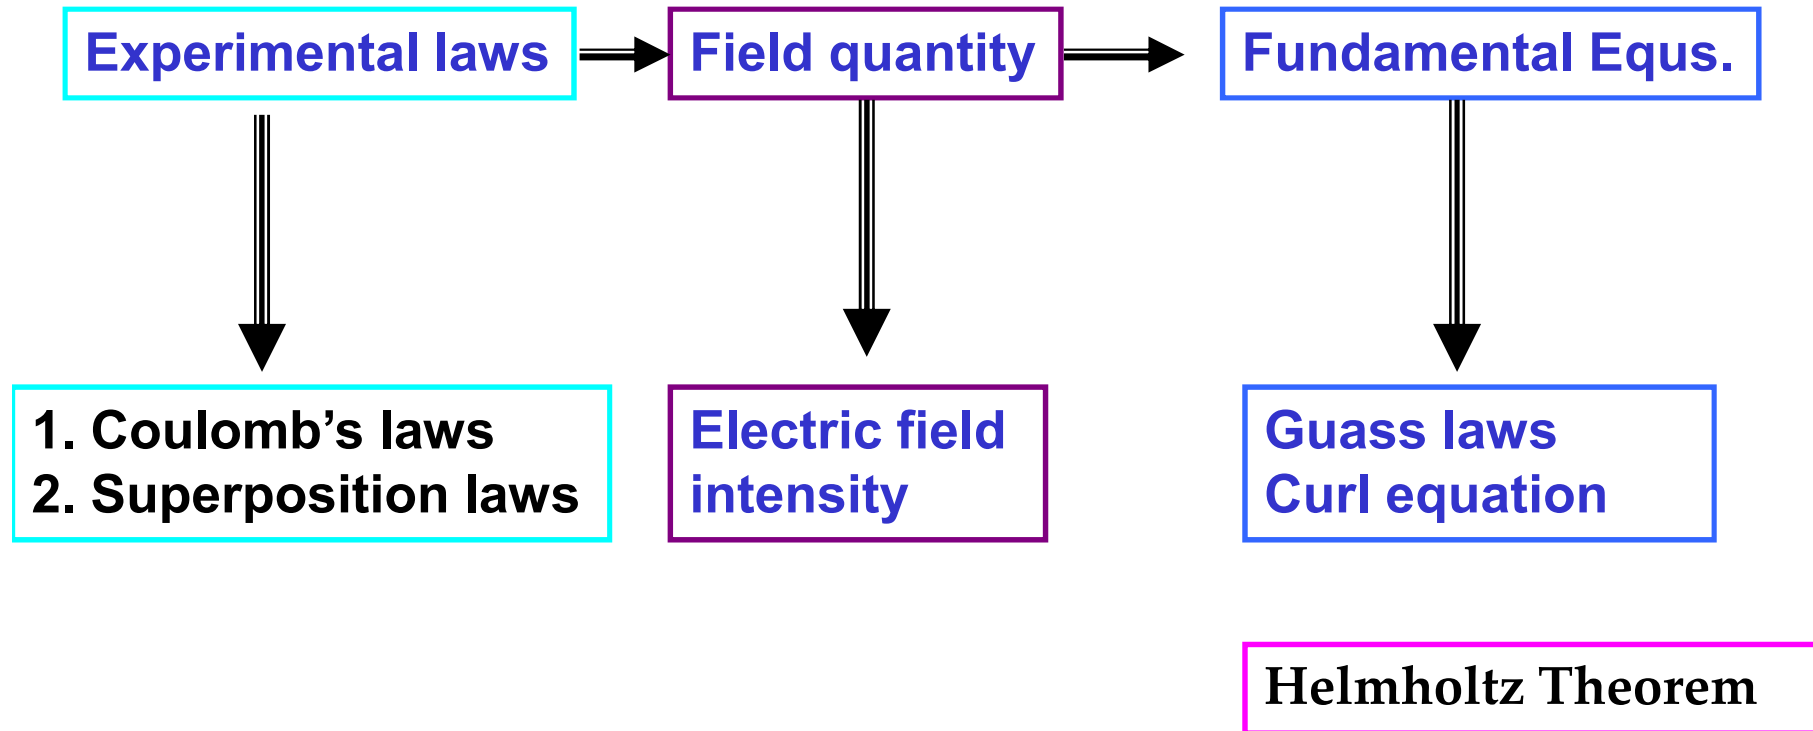 Experimental laws
Field quantity
Fundamental Equs.
1. Coulomb’s laws
2. Superposition laws
Electric field
intensity
Guass laws
Curl equation
Helmholtz Theorem